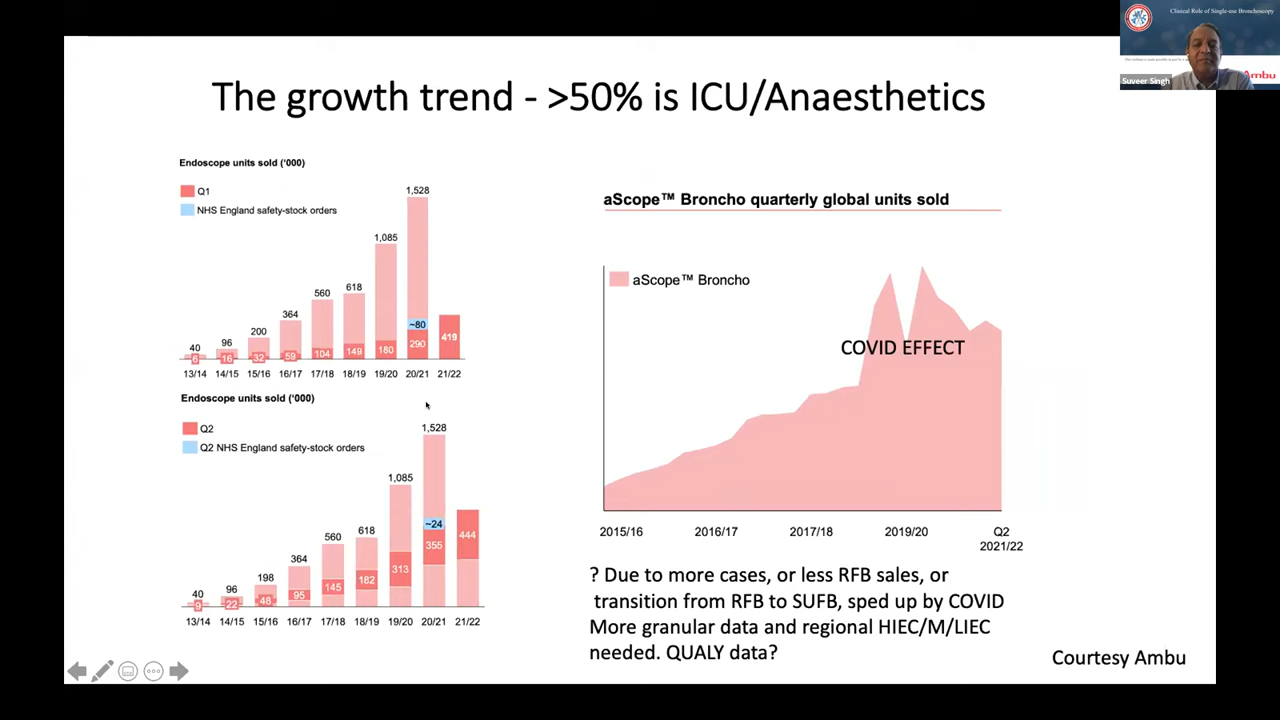 Clinical Role of Single-use Bronchoscopy
Ambu
Suveer Singh
The growth trend - >50% is ICU/Anaesthetics
Endoscope units sold (‘000)
Q1
NHS England safety-stock orders
1,528
1,085
618
560
364
200
96
40
~80
6
16
32
59
104
149
180
290
419
13/14 14/15 15/16 16/17 17/18 18/19 19/20 20/21 21/22
Endoscope units sold (‘000)
Q2
Q2 NHS England safety-stock orders
1,528
1,085
618
560
364
198
96
40
~24
9
22
48
95
145
182
313
355
444
13/14 14/15 15/16 16/17 17/18 18/19 19/20 20/21 21/22
aScope™ Broncho quarterly global units sold
aScope™ Broncho
COVID EFFECT
2015/16 2016/17 2017/18 2019/20 Q2
2021/22
? Due to more cases, or less RFB sales, or
transition from RFB to SUFB, sped up by COVID
More granular data and regional HIEC/M/LIEC
needed. QUALY data?
Courtesy Ambu